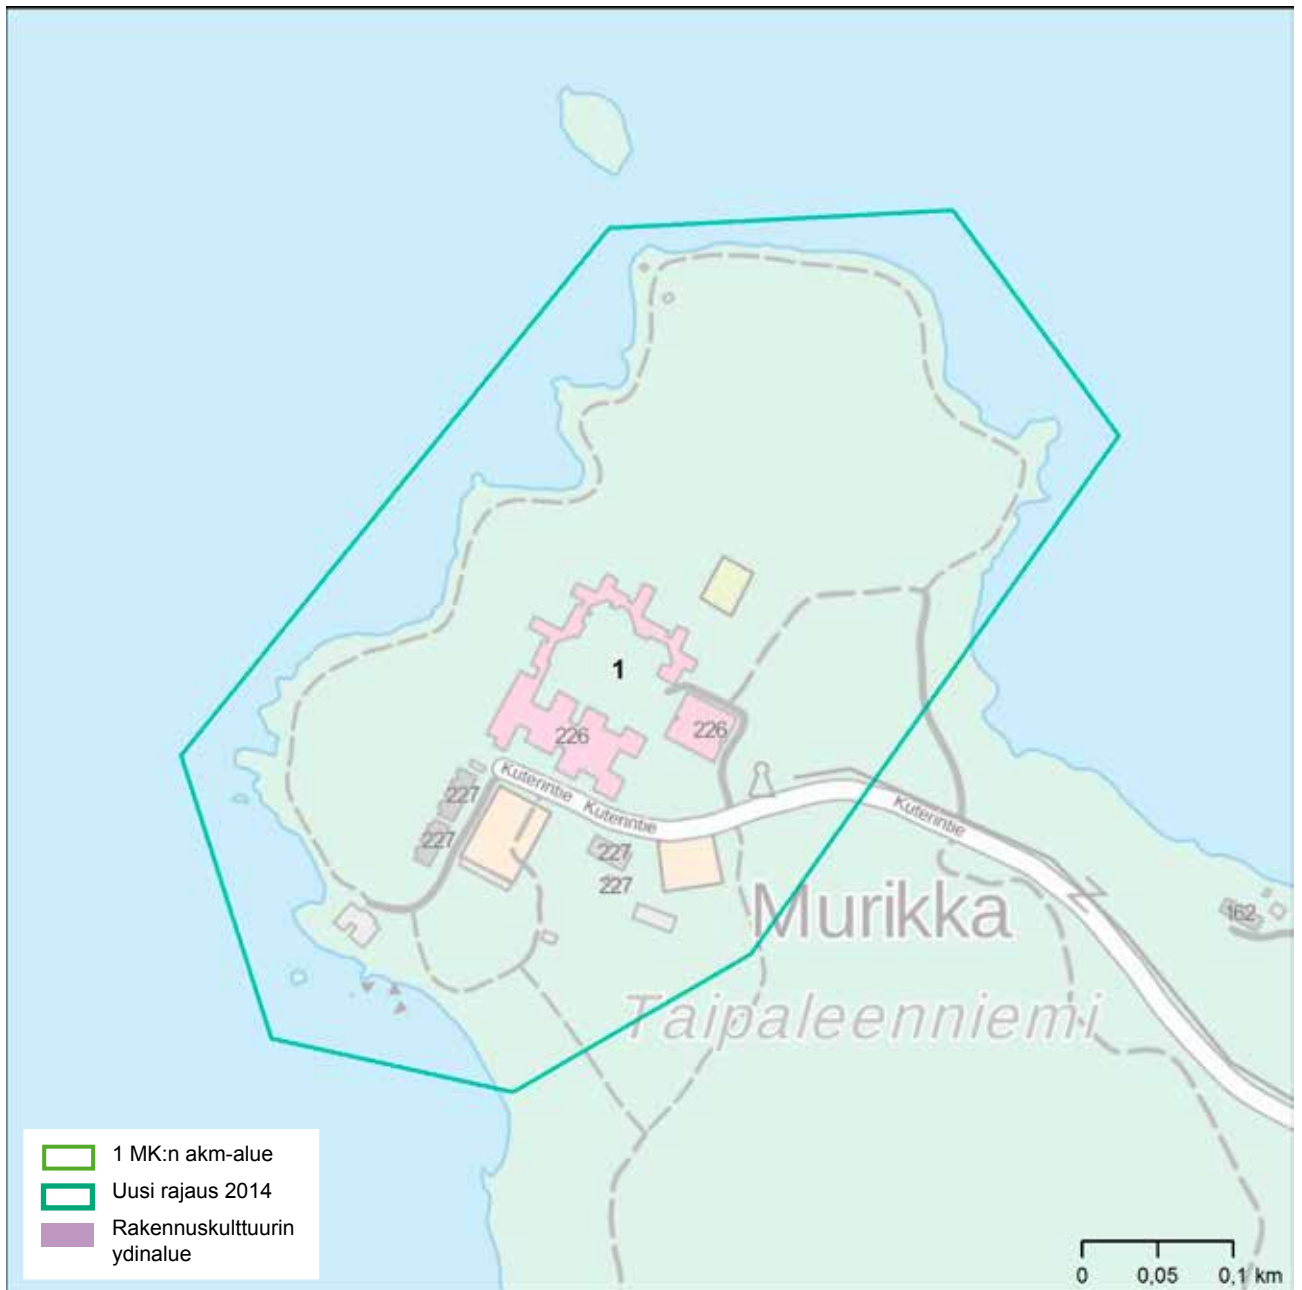 1
226
226
Kuterintie
Kuterintie
Kuterintie
227
227
227
227
Murikka
Taipaleenniemi
162
1 MK:n akm-alue
Uusi rajaus 2014
Rakennuskulttuurin
ydinalue
0 0,05 0,1 km